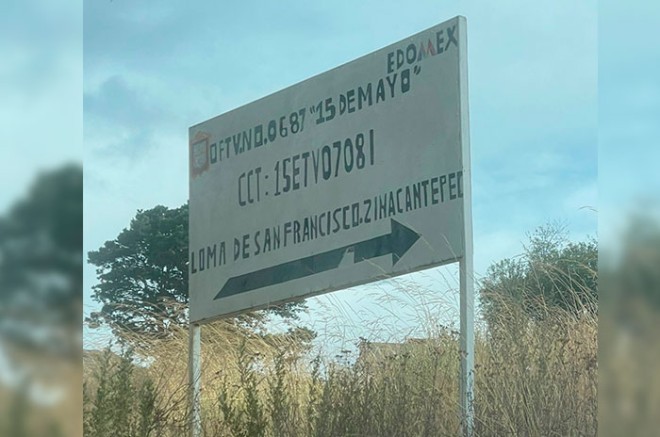 EDOMEX
OFTV.NO.0687 "15 DE MAYO"
CCT: 15ETV0708I
LOMA DE SAN FRANCISCO.ZINACANTEPEC